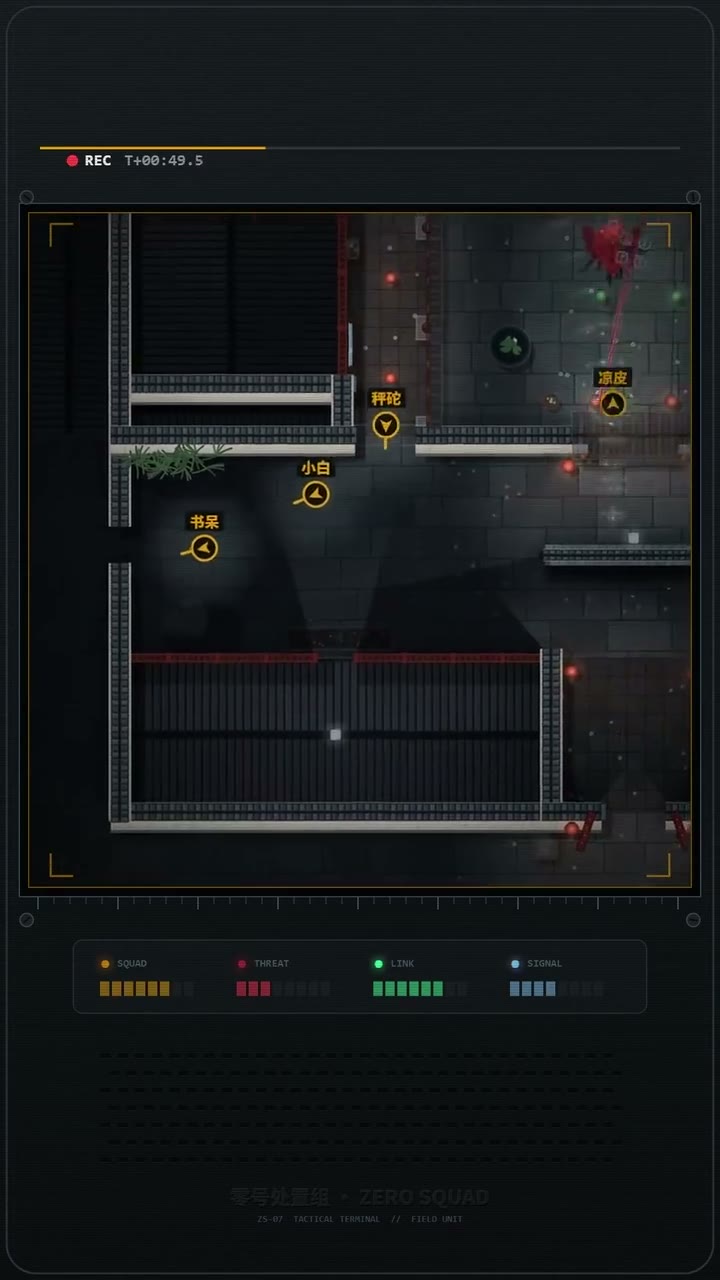 REC T+00:49.5
凉皮
秤砣
小白
书呆
SQUAD THREAT LINK SIGNAL
零号处置组 · ZERO SQUAD
ZS-07 TACTICAL TERMINAL // FIELD UNIT